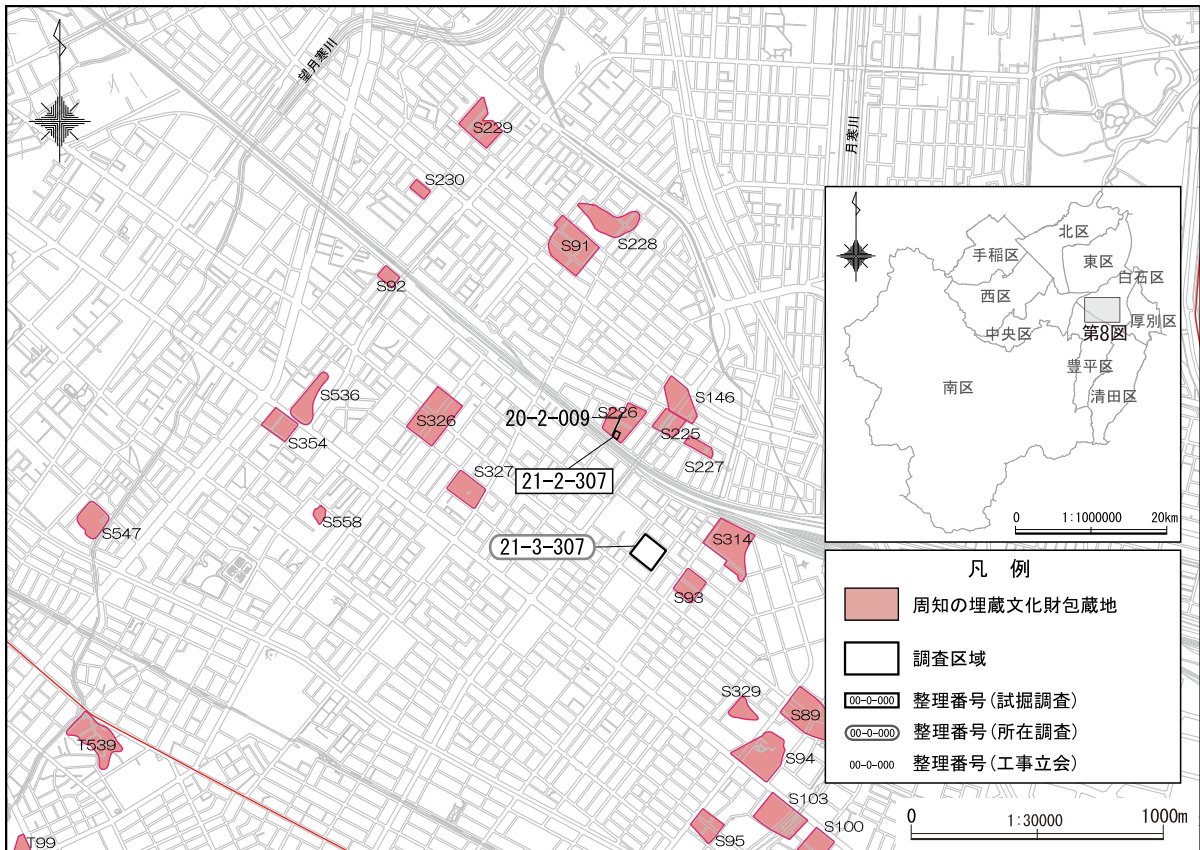 望月寒川
月寒川
S229
S230
S228
S91
S92
S536
S354
S326
S146
S226
20-2-009
S225
S227
21-2-307
S327
S547
S558
21-3-307
S314
S93
S329
S89
S94
T539
S103
S95
S100
T99
北区
手稲区
東区
白石区
西区
厚別区
中央区
第8図
豊平区
南区
清田区
0 1:1000000 20km
凡 例
周知の埋蔵文化財包蔵地
調査区域
00-0-000 整理番号(試掘調査)
00-0-000 整理番号(所在調査)
00-0-000 整理番号(工事立会)
0 1:30000 1000m